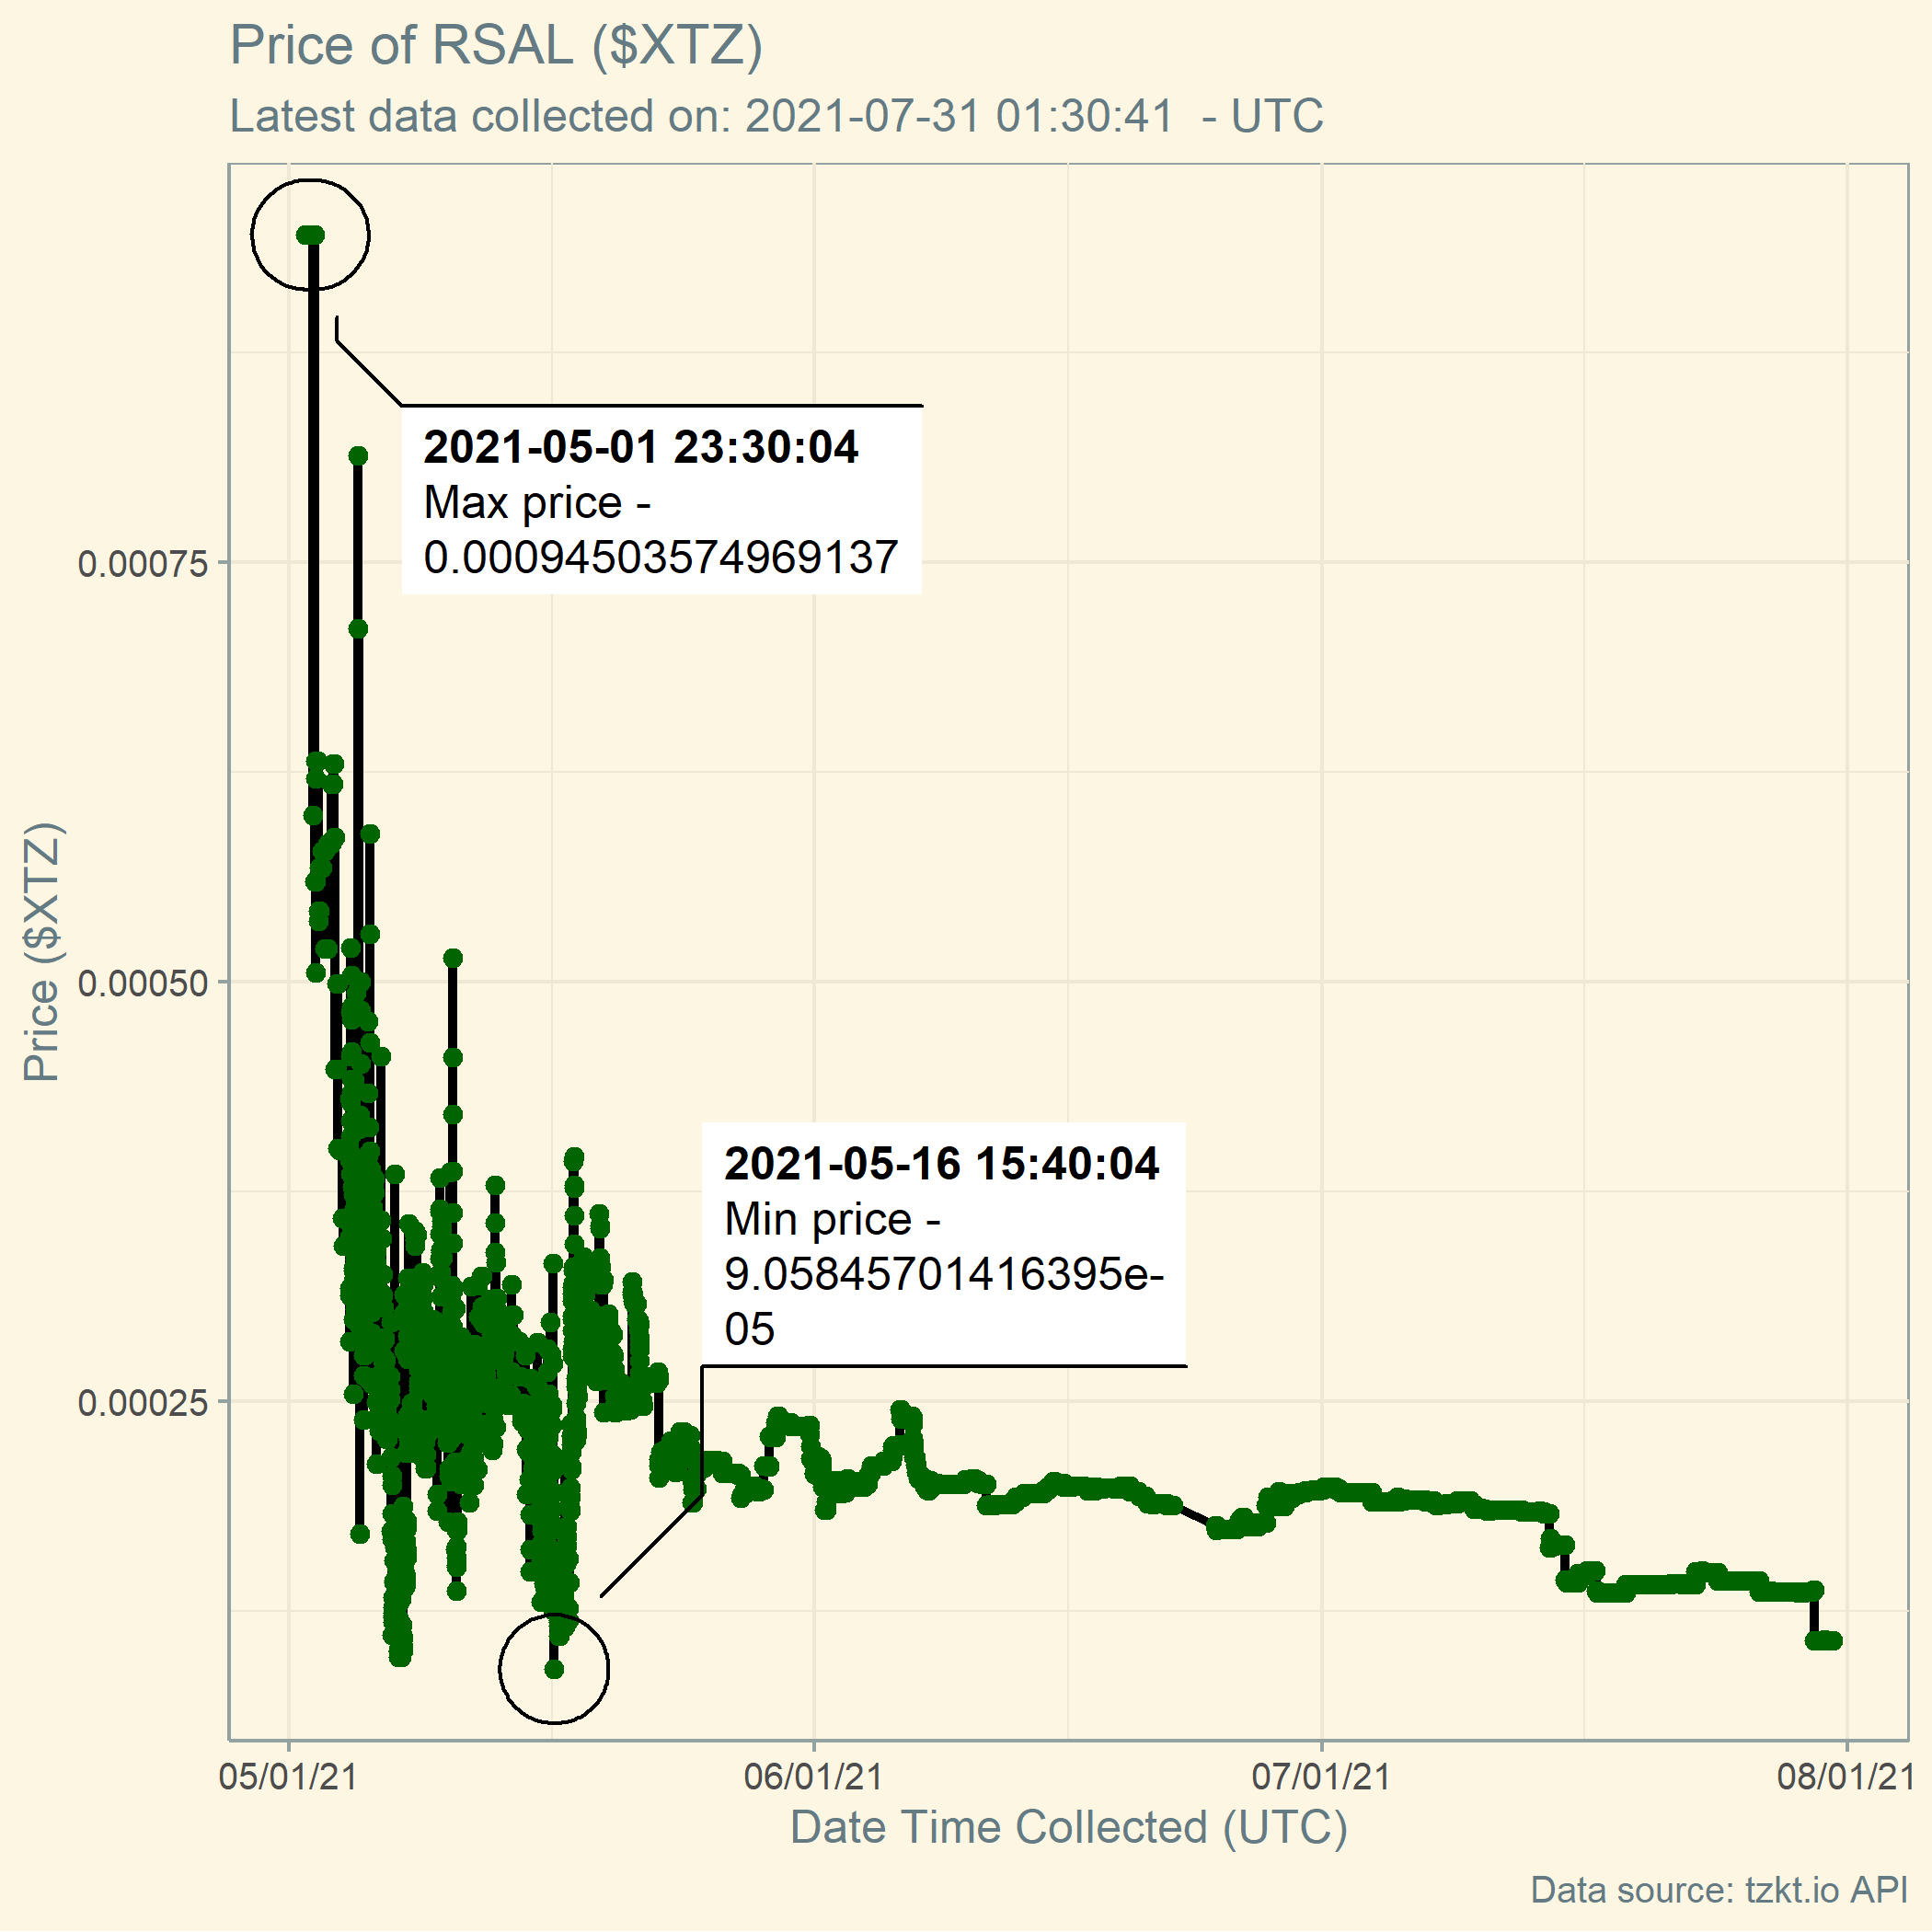 Price of RSAL ($XTZ)
Latest data collected on: 2021-07-31 01:30:41  - UTC
2021-05-01 23:30:04
Max price -
0.000945035574969137
0.00075
Price ($XTZ)
0.00050
2021-05-16 15:40:04
Min price -
9.05845701416395e-
05
0.00025
05/01/21
06/01/21
07/01/21
08/01/21
Date Time Collected (UTC)
Data source: tzkt.io API